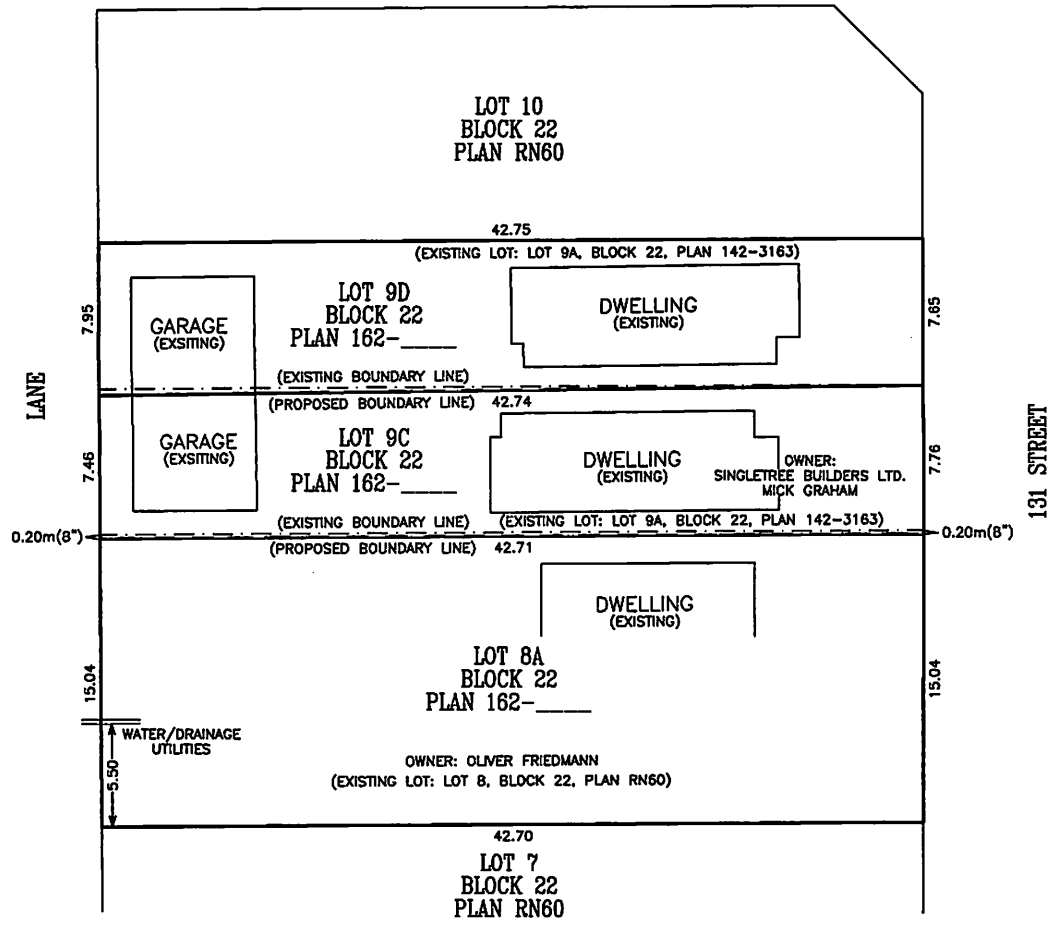 LOT 10
BLOCK 22
PLAN RN60
42.75
(EXISTING LOT: LOT 9A, BLOCK 22, PLAN 142-3163)
7.95
GARAGE
(EXSITING)
LOT 9D
BLOCK 22
PLAN 162-____
DWELLING
(EXISTING)
7.65
LANE
(EXISTING BOUNDARY LINE)
(PROPOSED BOUNDARY LINE)
42.74
7.46
GARAGE
(EXSITING)
LOT 9C
BLOCK 22
PLAN 162-____
DWELLING
(EXISTING)
OWNER:
SINGLETREE BUILDERS LTD.
MICK GRAHAM
7.76
131 STREET
(EXISTING BOUNDARY LINE)
(EXISTING LOT: LOT 9A, BLOCK 22, PLAN 142-3163)
0.20m(8")
0.20m(8")
(PROPOSED BOUNDARY LINE)
42.71
DWELLING
(EXISTING)
15.04
LOT 8A
BLOCK 22
PLAN 162-____
15.04
WATER/DRAINAGE
UTILITIES
5.50
OWNER: OLIVER FRIEDMANN
(EXISTING LOT: LOT 8, BLOCK 22, PLAN RN60)
42.70
LOT 7
BLOCK 22
PLAN RN60